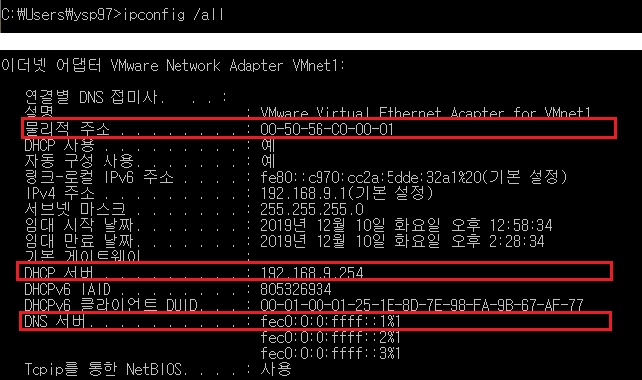 C:\Users\ysp97>ipconfig /all
이더넷 어댑터 VMware Network Adapter VMnet1:
연결별 DNS 접미사. . . . :
설명 . . . . . . . . . . . . : VMware Virtual Ethernet Adapter for VMnet1
물리적 주소 . . . . . . . . : 00-50-56-C0-00-01
DHCP 사용 . . . . . . . . . : 예
자동 구성 사용. . . . . . . : 예
링크-로컬 IPv6 주소 . . . . : fe80::c970:cc2a:5dde:32a1%20(기본 설정)
IPv4 주소 . . . . . . . . . : 192.168.9.1(기본 설정)
서브넷 마스크 . . . . . . . : 255.255.255.0
임대 시작 날짜. . . . . . . : 2019년 12월 10일 화요일 오후 12:58:34
임대 만료 날짜. . . . . . . : 2019년 12월 10일 화요일 오후 2:28:34
기본 게이트웨이 . . . . . . :
DHCP 서버 . . . . . . . . . : 192.168.9.254
DHCPv6 IAID . . . . . . . . : 805326934
DHCPv6 클라이언트 DUID. . . : 00-01-00-01-25-1E-8D-7E-98-FA-9B-67-AF-77
DNS 서버. . . . . . . . . . : fec0:0:0:ffff::1%1
fec0:0:0:ffff::2%1
fec0:0:0:ffff::3%1
Tcpip를 통한 NetBIOS. . . . : 사용